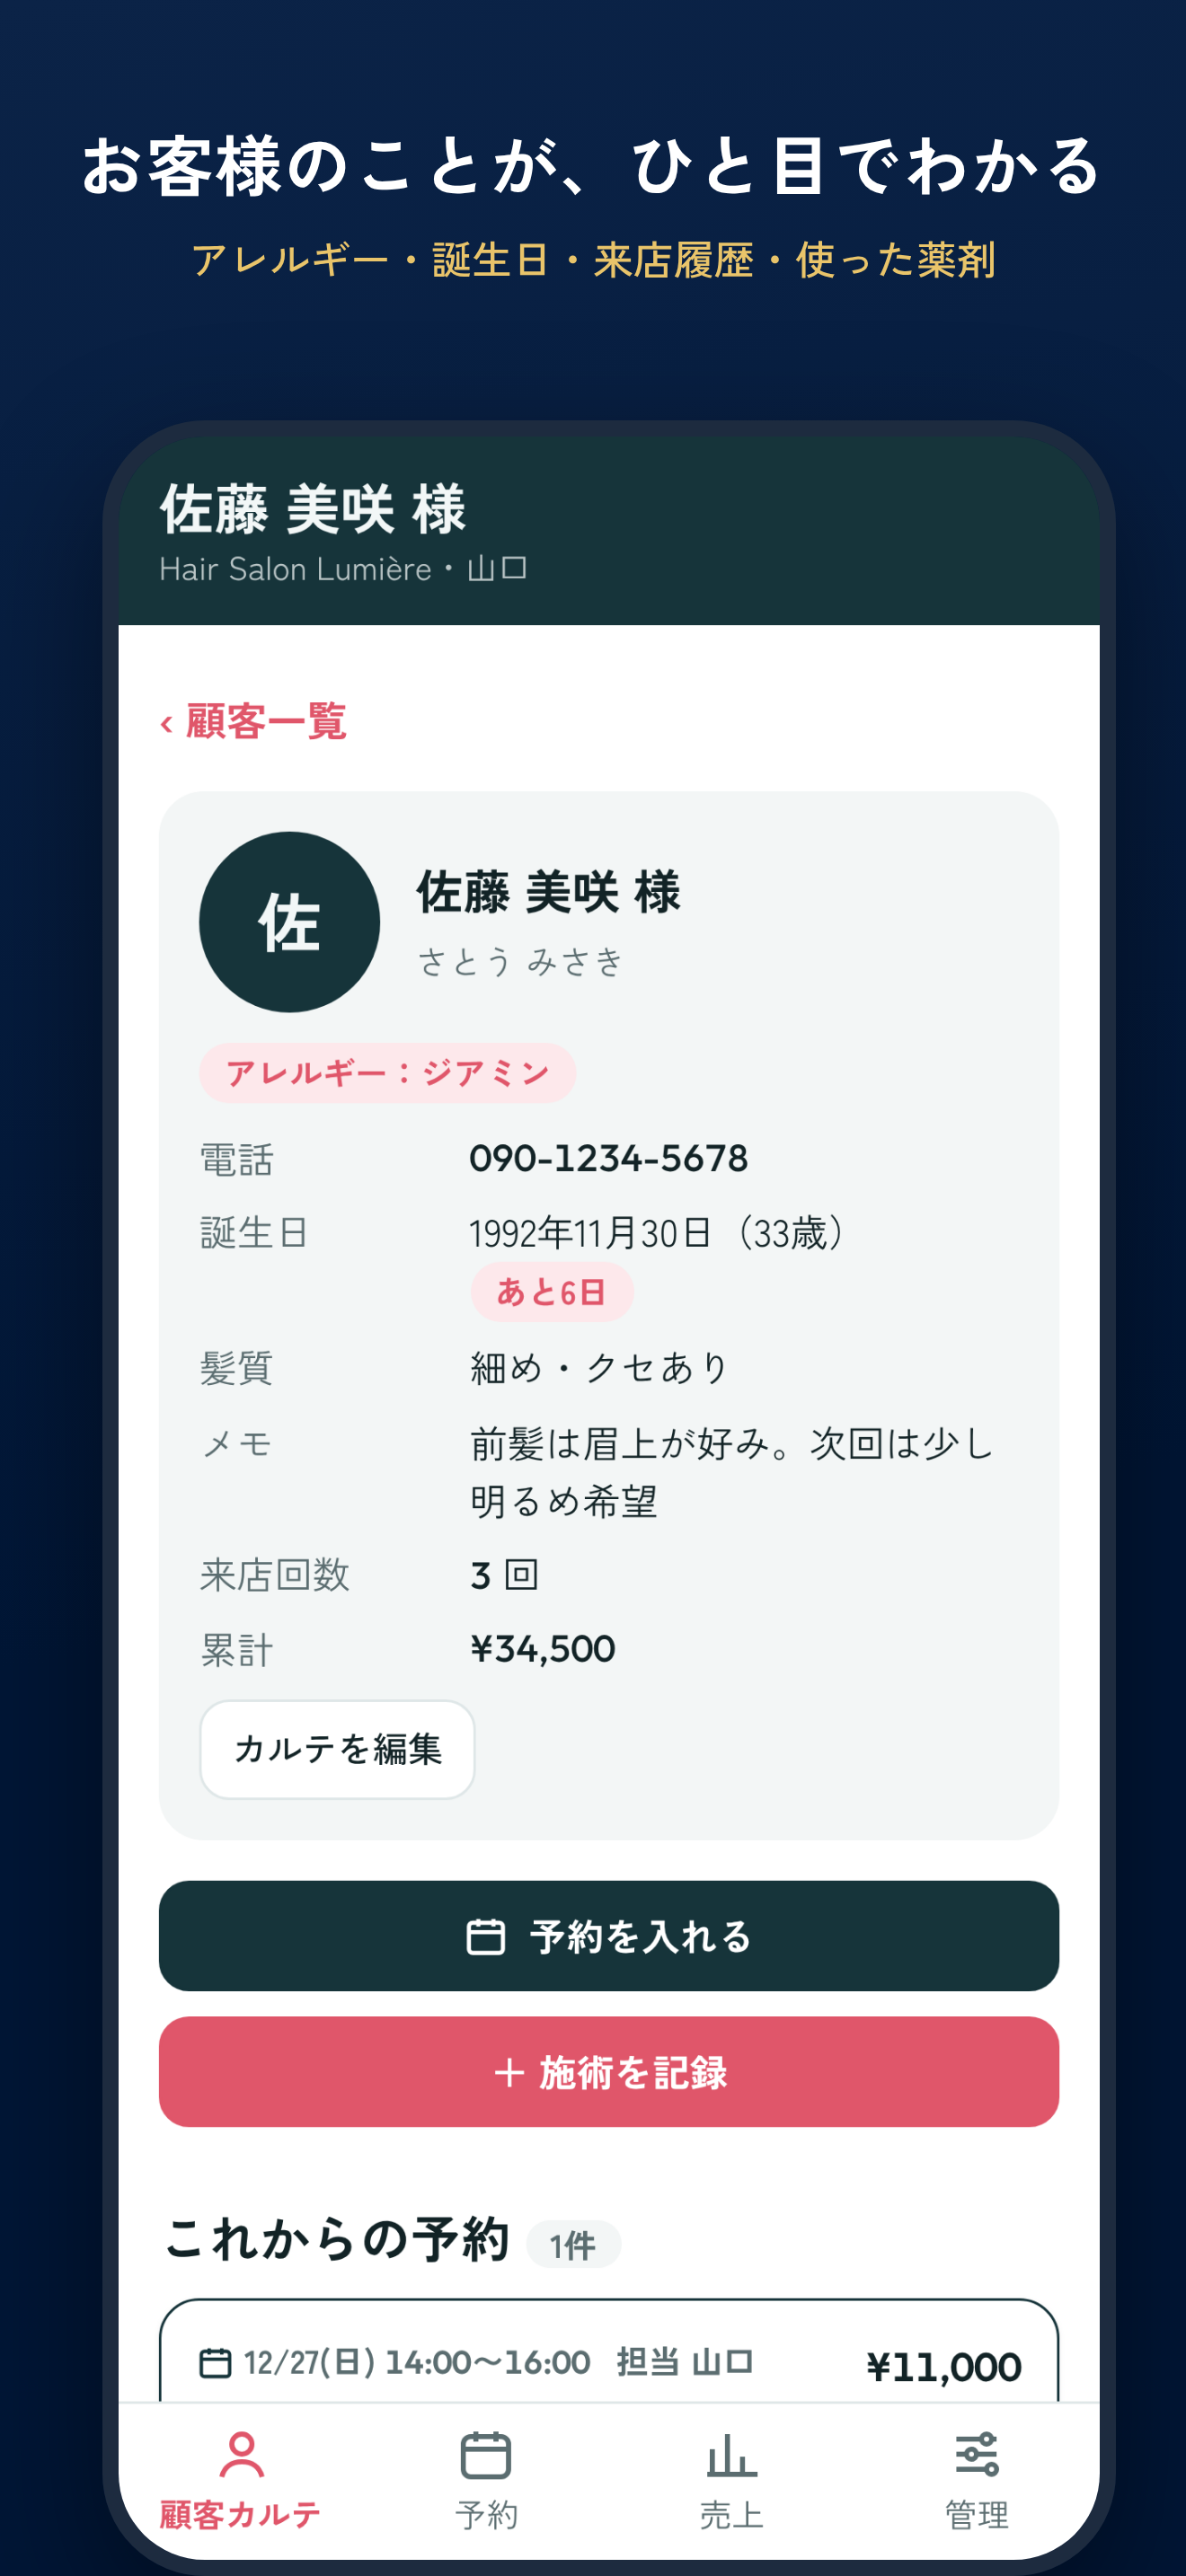 お客様のことが、ひと目でわかる
アレルギー・誕生日・来店履歴・使った薬剤
佐藤 美咲 様
Hair Salon Lumière・山口
‹ 顧客一覧
佐
佐藤 美咲 様
さとう みさき
アレルギー：ジアミン
電話 090-1234-5678
誕生日 1992年11月30日（33歳）
あと6日
髪質 細め・クセあり
メモ 前髪は眉上が好み。次回は少し
明るめ希望
来店回数 3 回
累計 ¥34,500
カルテを編集
予約を入れる
＋ 施術を記録
これからの予約 1件
12/27(日) 14:00〜16:00 担当 山口 ¥11,000
顧客カルテ 予約 売上 管理